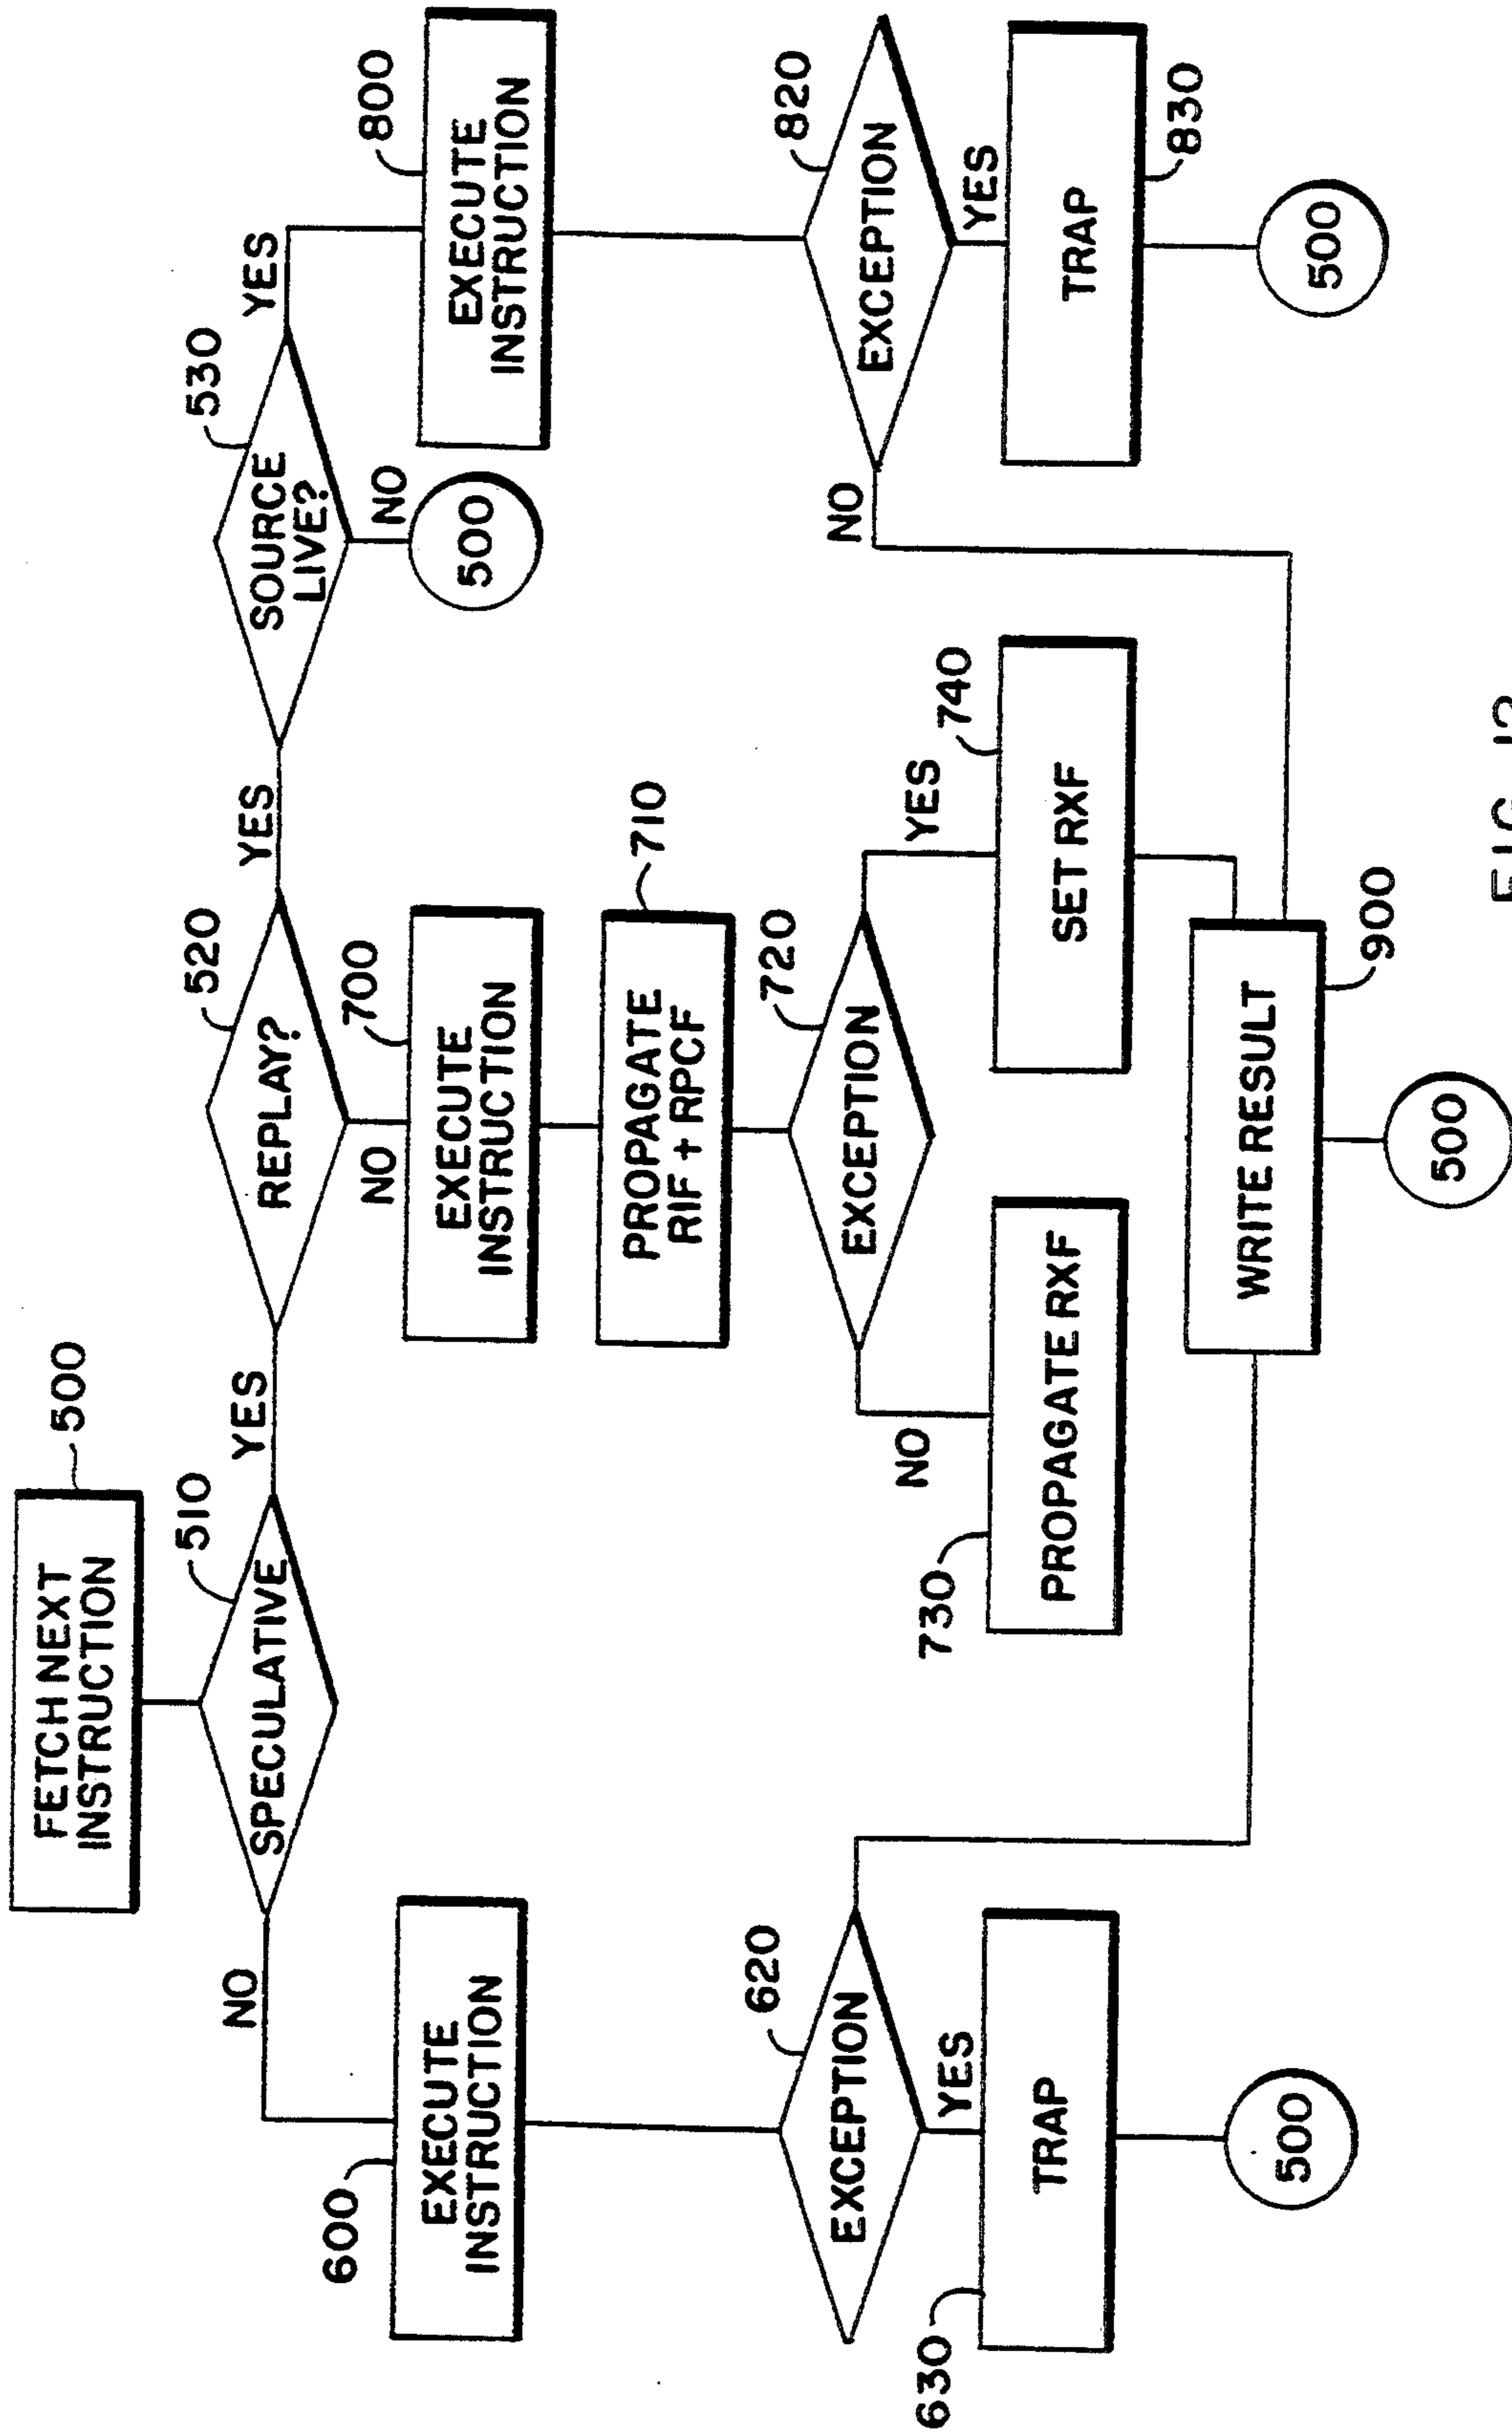 FETCH NEXT
INSTRUCTION
500
SPECULATIVE
510
NO
YES
REPLAY?
520
YES
NO
SOURCE
LIVE?
530
YES
NO
500
600
EXECUTE
INSTRUCTION
EXCEPTION
620
YES
630
TRAP
500
700
EXECUTE
INSTRUCTION
PROPAGATE
RIF + RPCF
710
EXCEPTION
720
NO
YES
730
PROPAGATE RXF
SET RXF
740
800
EXECUTE
INSTRUCTION
EXCEPTION
820
NO
YES
TRAP
830
500
WRITE RESULT
900
500